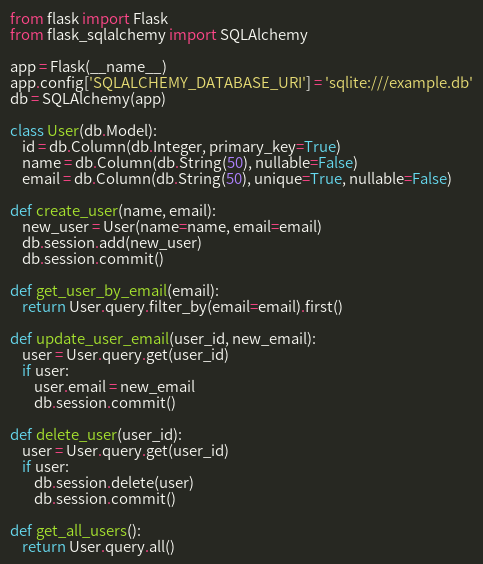 from flask import Flask
from flask_sqlalchemy import SQLAlchemy

app = Flask(__name__)
app.config['SQLALCHEMY_DATABASE_URI'] = 'sqlite:///example.db'
db = SQLAlchemy(app)

class User(db.Model):
    id = db.Column(db.Integer, primary_key=True)
    name = db.Column(db.String(50), nullable=False)
    email = db.Column(db.String(50), unique=True, nullable=False)

def create_user(name, email):
    new_user = User(name=name, email=email)
    db.session.add(new_user)
    db.session.commit()

def get_user_by_email(email):
    return User.query.filter_by(email=email).first()

def update_user_email(user_id, new_email):
    user = User.query.get(user_id)
    if user:
        user.email = new_email
        db.session.commit()

def delete_user(user_id):
    user = User.query.get(user_id)
    if user:
        db.session.delete(user)
        db.session.commit()

def get_all_users():
    return User.query.all()